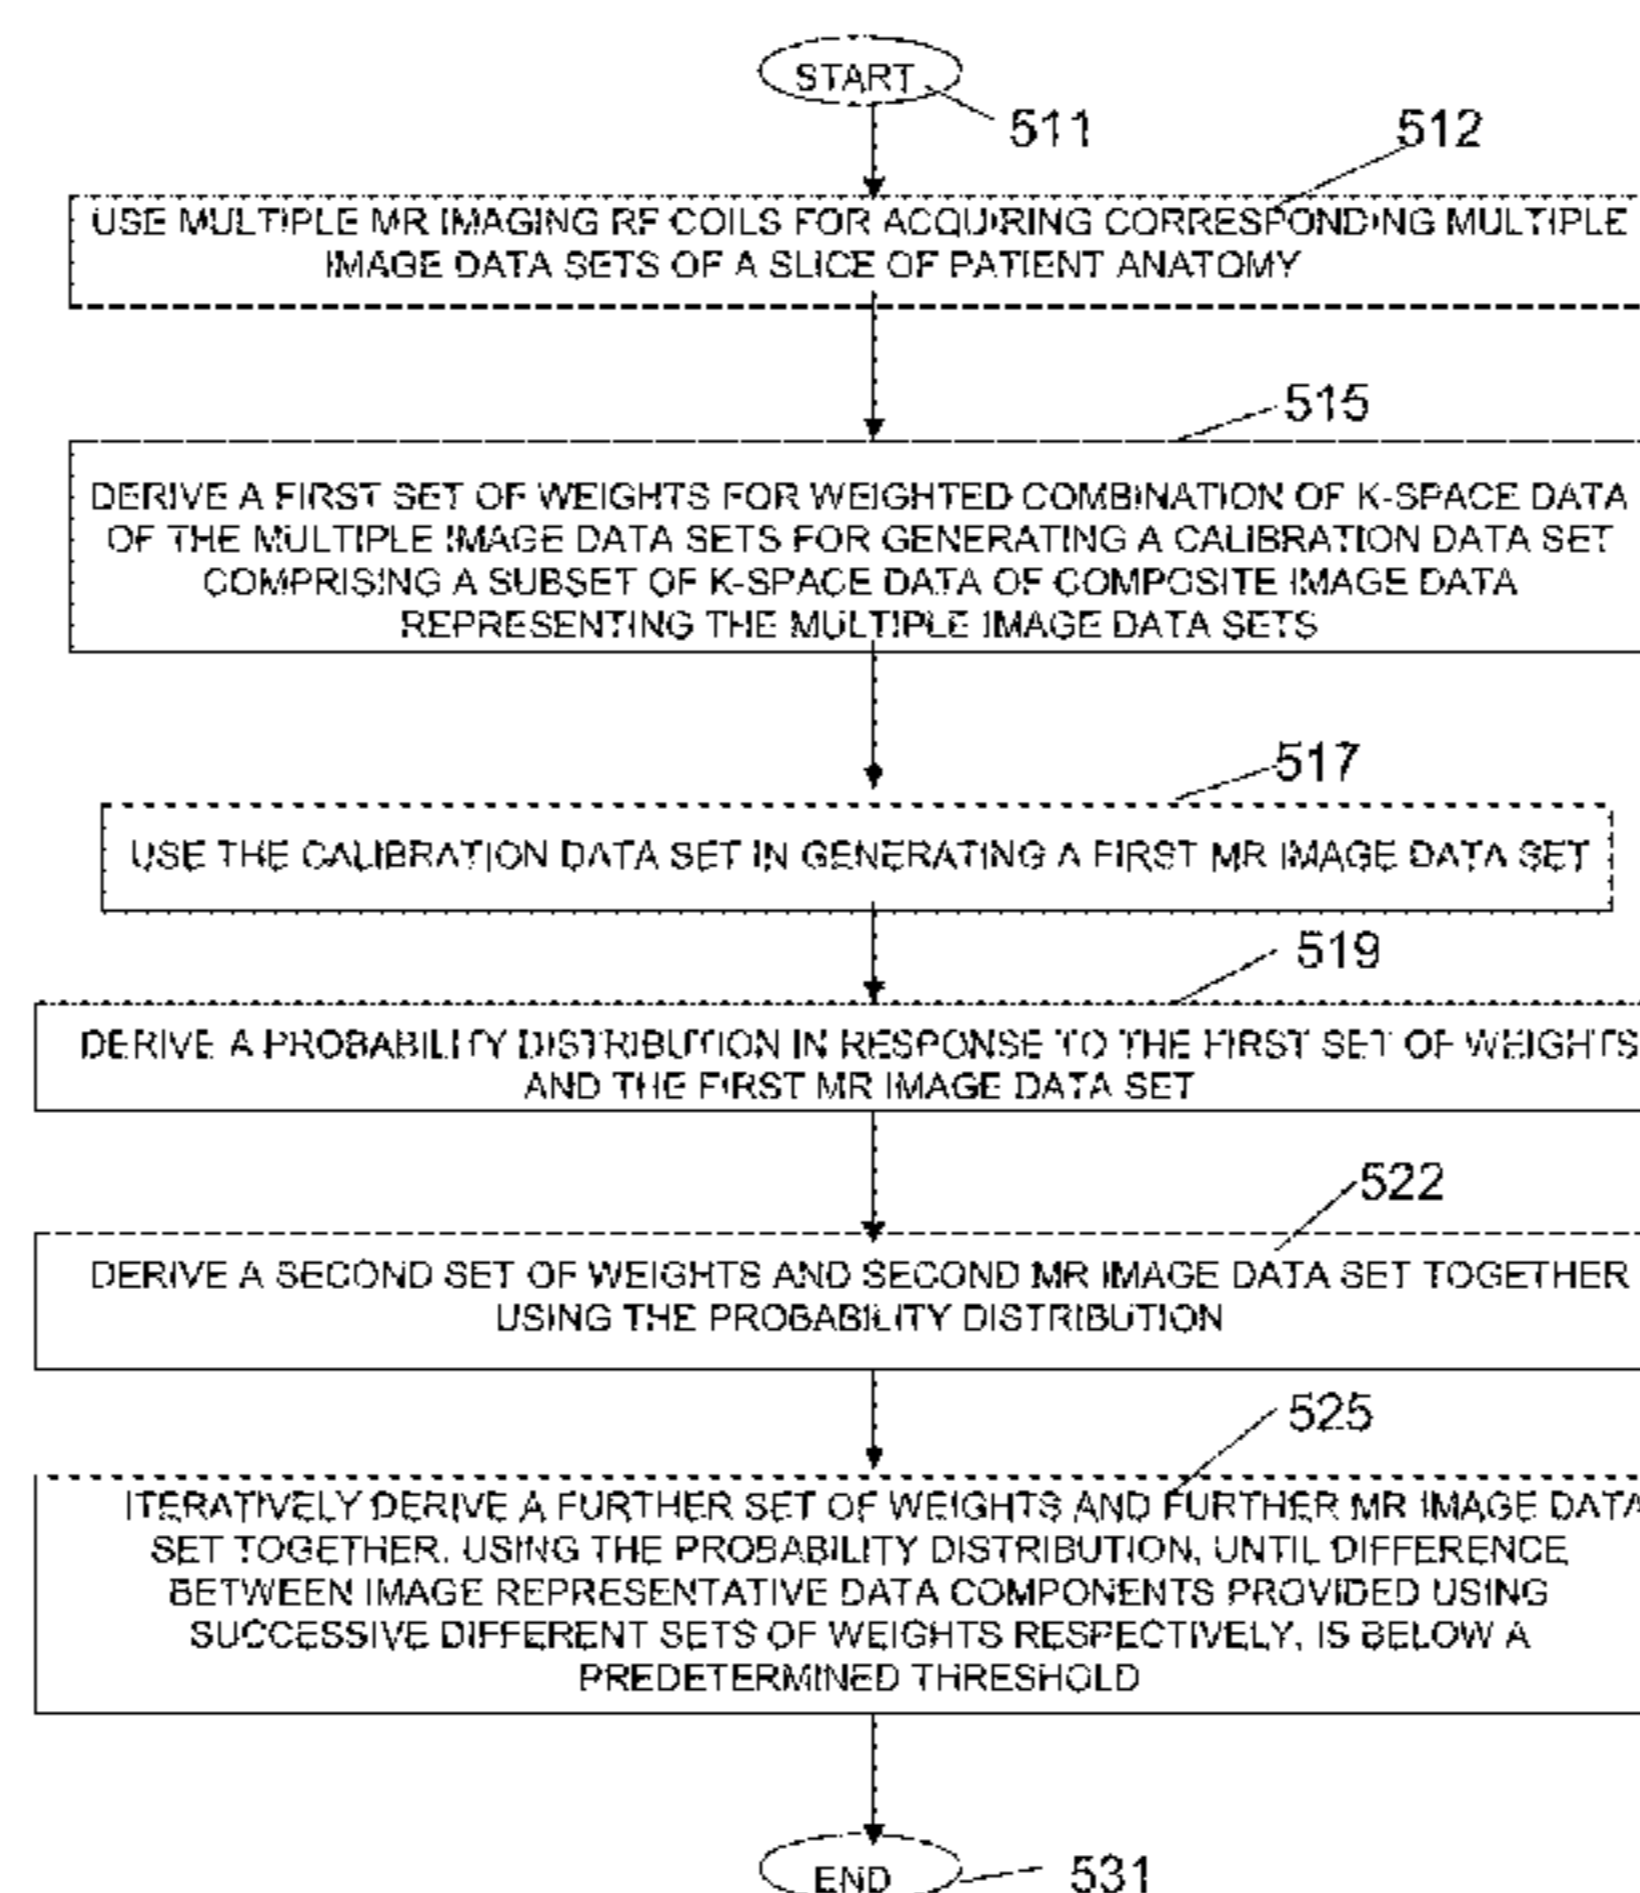 START
511
512
USE MULTIPLE MR IMAGING RF COILS FOR ACQUIRING CORRESPONDING MULTIPLE
IMAGE DATA SETS OF A SLICE OF PATIENT ANATOMY
515
DERIVE A FIRST SET OF WEIGHTS FOR WEIGHTED COMBINATION OF K-SPACE DATA
OF THE MULTIPLE IMAGE DATA SETS FOR GENERATING A CALIBRATION DATA SET
COMPRISING A SUBSET OF K-SPACE DATA OF COMPOSITE IMAGE DATA
REPRESENTING THE MULTIPLE IMAGE DATA SETS
517
USE THE CALIBRATION DATA SET IN GENERATING A FIRST MR IMAGE DATA SET
519
DERIVE A PROBABILITY DISTRIBUTION IN RESPONSE TO THE FIRST SET OF WEIGHTS
AND THE FIRST MR IMAGE DATA SET
522
DERIVE A SECOND SET OF WEIGHTS AND SECOND MR IMAGE DATA SET TOGETHER
USING THE PROBABILITY DISTRIBUTION
525
ITERATIVELY DERIVE A FURTHER SET OF WEIGHTS AND FURTHER MR IMAGE DATA
SET TOGETHER, USING THE PROBABILITY DISTRIBUTION, UNTIL DIFFERENCE
BETWEEN IMAGE REPRESENTATIVE DATA COMPONENTS PROVIDED USING
SUCCESSIVE DIFFERENT SETS OF WEIGHTS RESPECTIVELY, IS BELOW A
PREDETERMINED THRESHOLD
END
531